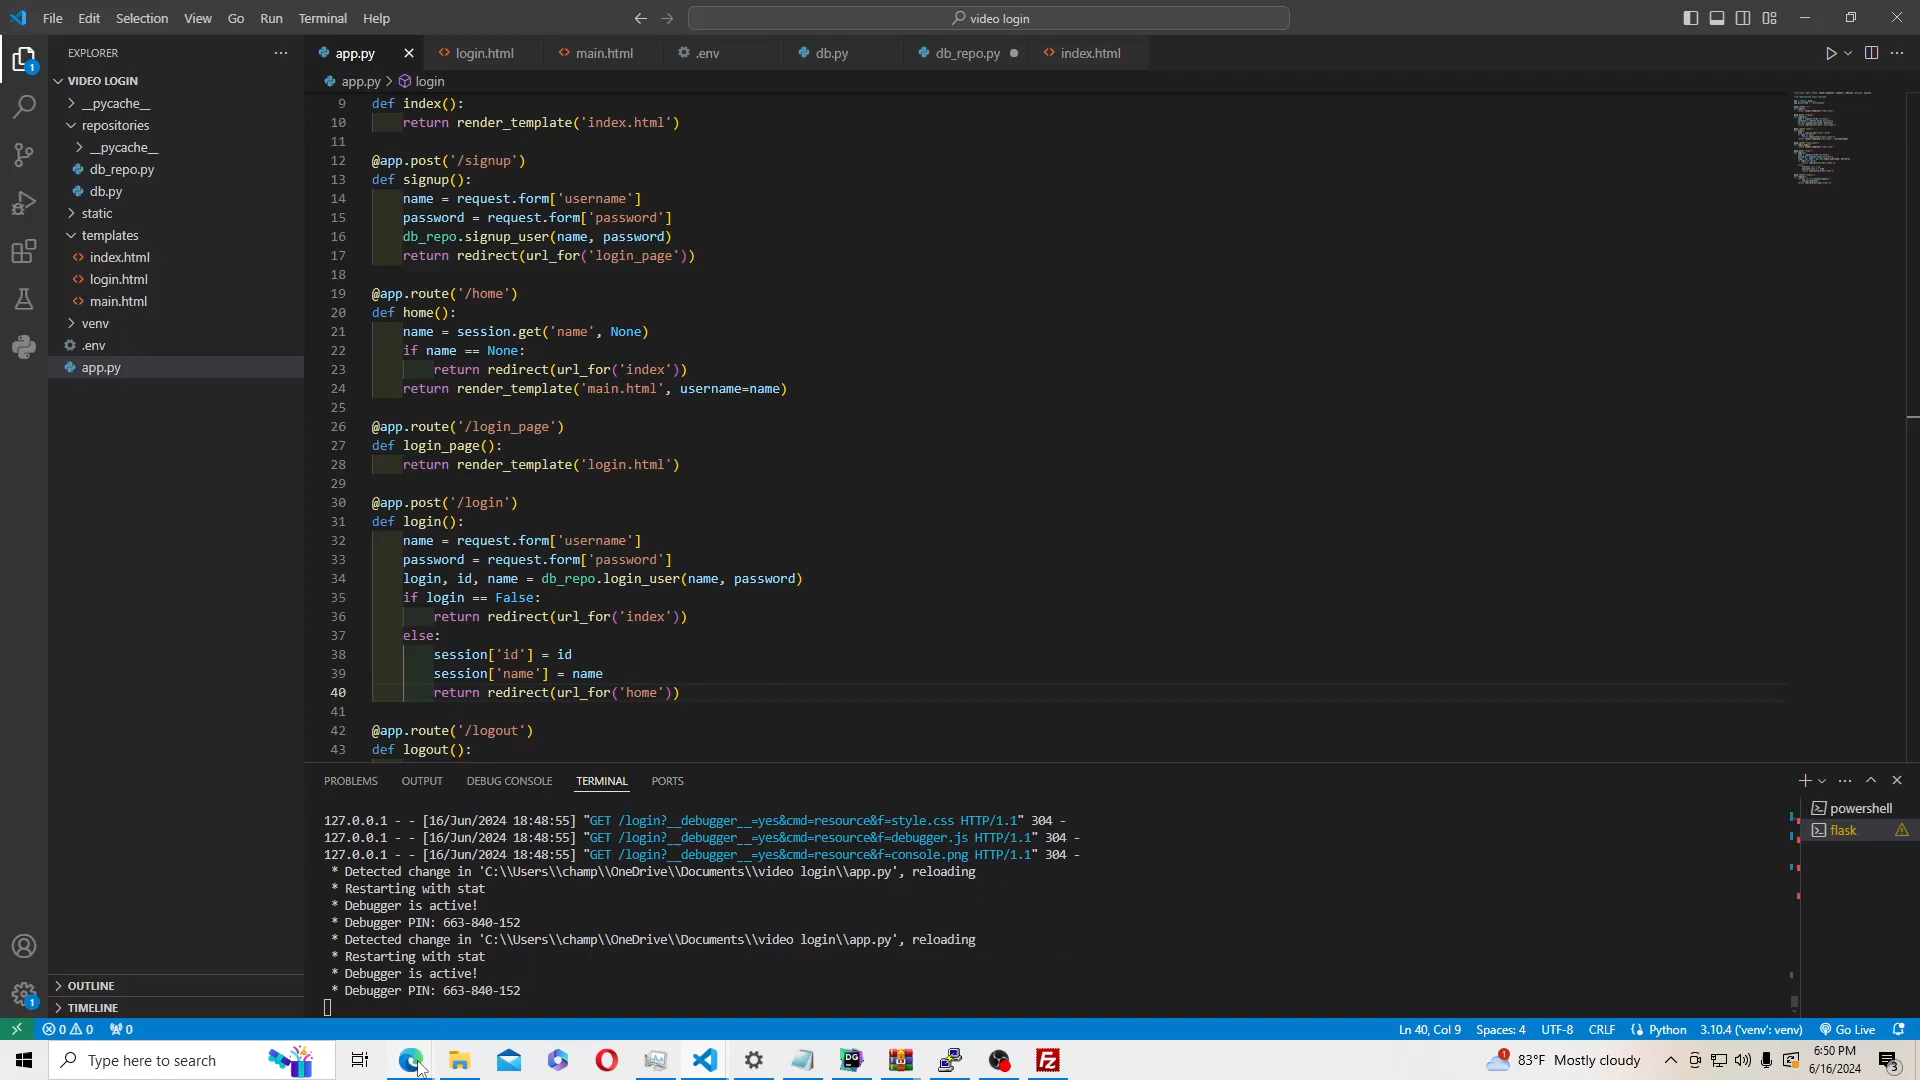 File Edit Selection View Go Run Terminal Help
video login
EXPLORER
VIDEO LOGIN
__pycache__
repositories
__pycache__
db_repo.py
db.py
static
templates
index.html
login.html
main.html
venv
.env
app.py
OUTLINE
TIMELINE
app.py login.html main.html .env db.py db_repo.py index.html
app.py > login
9 def index():
10 return render_template('index.html')
11
12 @app.post('/signup')
13 def signup():
14 name = request.form['username']
15 password = request.form['password']
16 db_repo.signup_user(name, password)
17 return redirect(url_for('login_page'))
18
19 @app.route('/home')
20 def home():
21 name = session.get('name', None)
22 if name == None:
23 return redirect(url_for('index'))
24 return render_template('main.html', username=name)
25
26 @app.route('/login_page')
27 def login_page():
28 return render_template('login.html')
29
30 @app.post('/login')
31 def login():
32 name = request.form['username']
33 password = request.form['password']
34 login, id, name = db_repo.login_user(name, password)
35 if login == False:
36 return redirect(url_for('index'))
37 else:
38 session['id'] = id
39 session['name'] = name
40 return redirect(url_for('home'))
41
42 @app.route('/logout')
43 def logout():
PROBLEMS OUTPUT DEBUG CONSOLE TERMINAL PORTS
127.0.0.1 - - [16/Jun/2024 18:48:55] "GET /login?__debugger__=yes&cmd=resource&f=style.css HTTP/1.1" 304 -
127.0.0.1 - - [16/Jun/2024 18:48:55] "GET /login?__debugger__=yes&cmd=resource&f=debugger.js HTTP/1.1" 304 -
127.0.0.1 - - [16/Jun/2024 18:48:55] "GET /login?__debugger__=yes&cmd=resource&f=console.png HTTP/1.1" 304 -
* Detected change in 'C:\\Users\\champ\\OneDrive\\Documents\\video login\\app.py', reloading
* Restarting with stat
* Debugger is active!
* Debugger PIN: 663-840-152
* Detected change in 'C:\\Users\\champ\\OneDrive\\Documents\\video login\\app.py', reloading
* Restarting with stat
* Debugger is active!
* Debugger PIN: 663-840-152
powershell
flask
0 0 0
Ln 40, Col 9 Spaces: 4 UTF-8 CRLF Python 3.10.4 ('venv': venv) Go Live
Type here to search
83°F Mostly cloudy
6:50 PM
6/16/2024